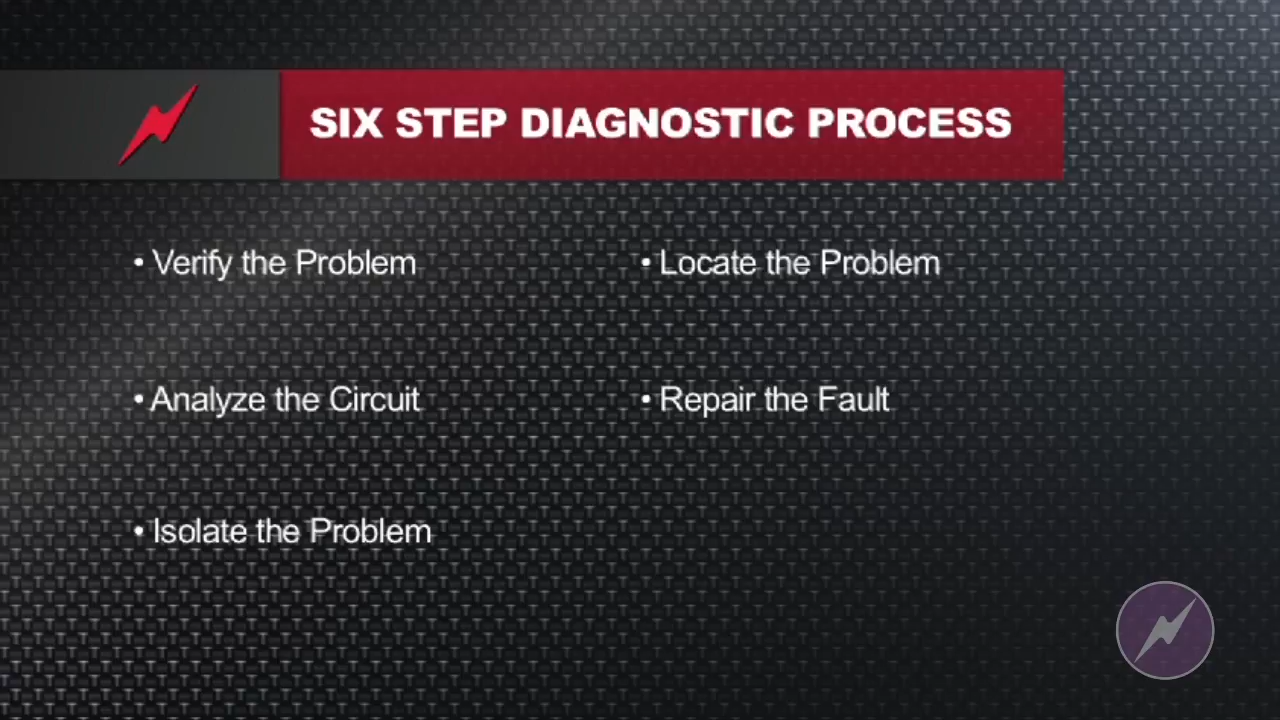 SIX STEP DIAGNOSTIC PROCESS
• Verify the Problem
• Analyze the Circuit
• Isolate the Problem
• Locate the Problem
• Repair the Fault